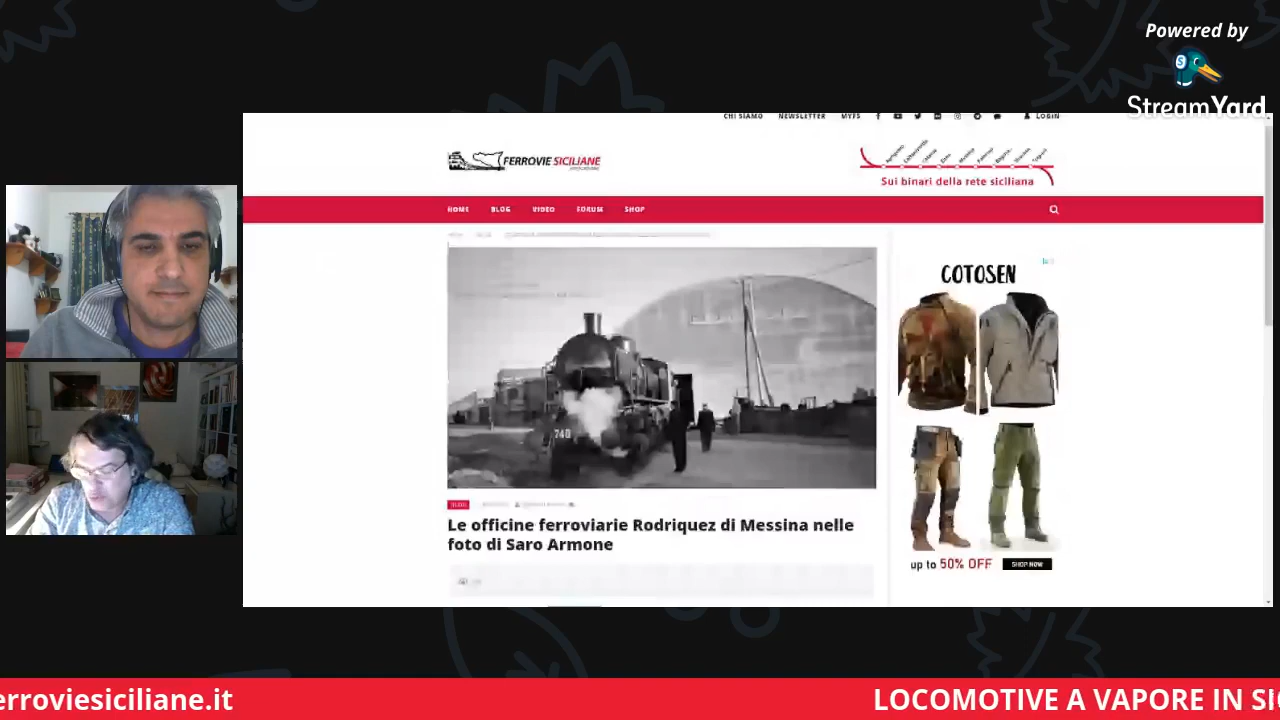 Powered by
StreamYard
CHI SIAMO NEWSLETTER MYFS LOGIN
FERROVIE SICILIANE
Sui binari della rete siciliana
HOME BLOG VIDEO FORUM SHOP
COTOSEN
740
Le officine ferroviarie Rodriquez di Messina nelle
foto di Saro Armone
up to 50% OFF SHOP NOW
erroviesiciliane.it
LOCOMOTIVE A VAPORE IN SIC